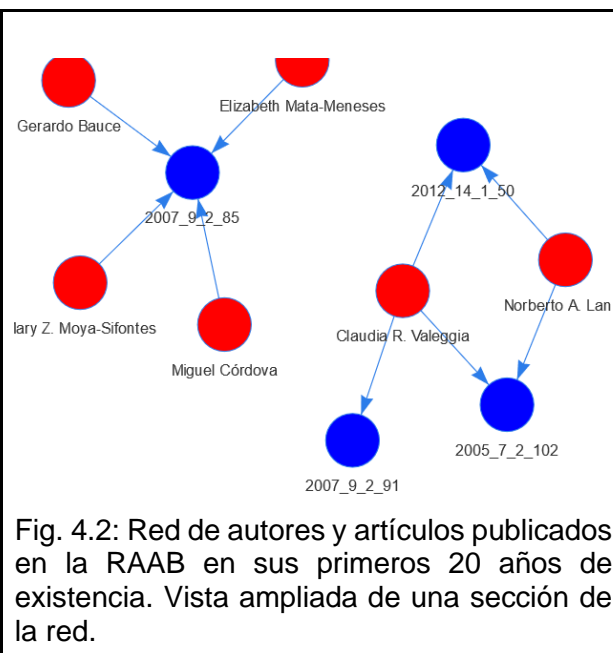 Elizabeth Mata-Meneses
Gerardo Bauce
2012_14_1_50
2007_9_2_85
Norberto A. Lan
lary Z. Moya-Sifontes
Claudia R. Valeggia
Miguel Córdova
2005_7_2_102
2007_9_2_91
Fig. 4.2: Red de autores y artículos publicados
en la RAAB en sus primeros 20 años de
existencia. Vista ampliada de una sección de
la red.